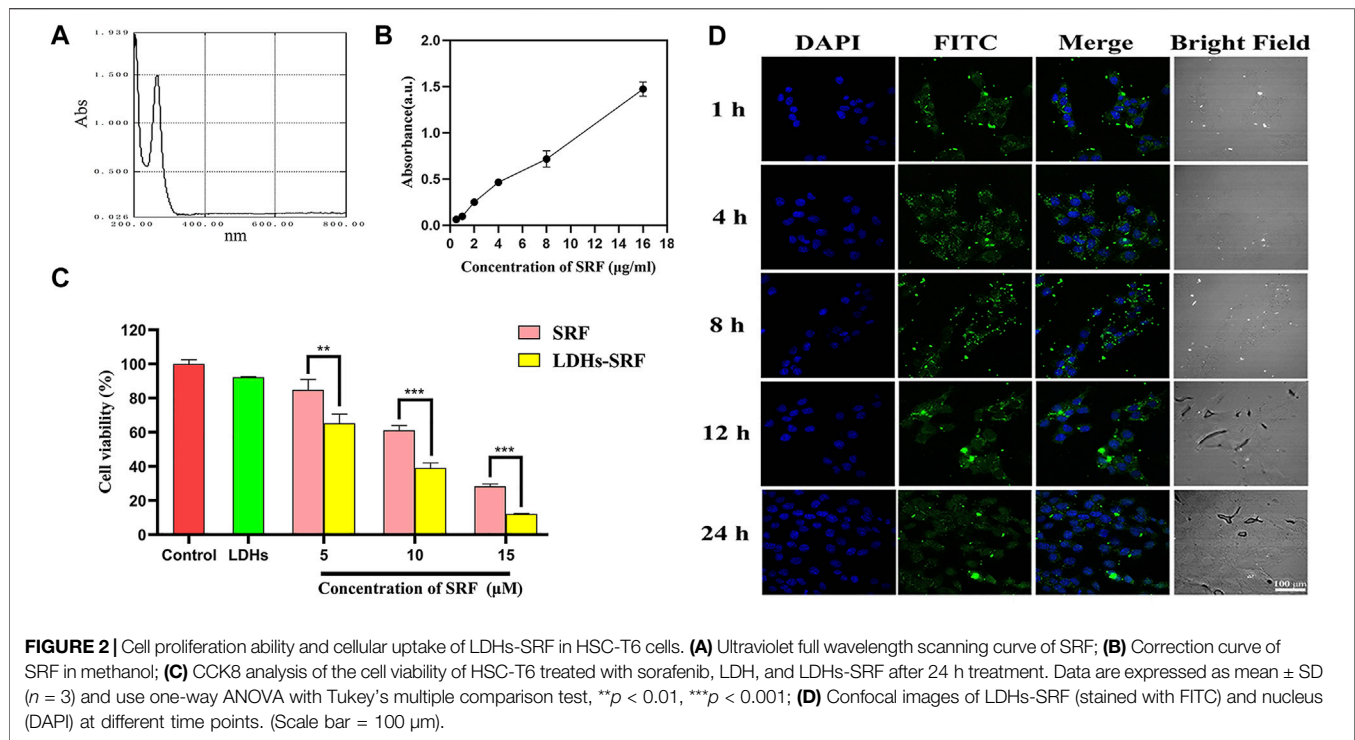 A
1.939
1.500
1.000
0.500
0.026
200.00 400.00 600.00 800.00
Abs
nm
B
2.0
1.5
1.0
0.5
0.0
0 2 4 6 8 10 12 14 16 18
Absorbance(a.u.)
Concentration of SRF (μg/ml)
C
120
100
80
60
40
20
0
Cell viability (%)
**
***
***
SRF
LDHs-SRF
Control LDHs 5 10 15
Concentration of SRF (μM)
D
DAPI FITC Merge Bright Field
1 h
4 h
8 h
12 h
24 h
100 μm
FIGURE 2 | Cell proliferation ability and cellular uptake of LDHs-SRF in HSC-T6 cells. (A) Ultraviolet full wavelength scanning curve of SRF; (B) Correction curve of
SRF in methanol; (C) CCK8 analysis of the cell viability of HSC-T6 treated with sorafenib, LDH, and LDHs-SRF after 24 h treatment. Data are expressed as mean ± SD
(n = 3) and use one-way ANOVA with Tukey's multiple comparison test, **p < 0.01, ***p < 0.001; (D) Confocal images of LDHs-SRF (stained with FITC) and nucleus
(DAPI) at different time points. (Scale bar = 100 μm).